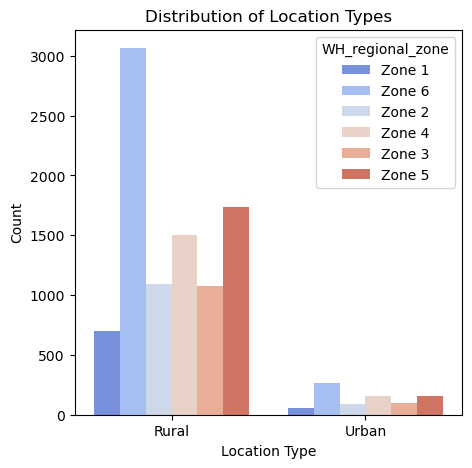 Distribution of Location Types
WH_regional_zone
Zone 1
Zone 6
Zone 2
Zone 4
Zone 3
Zone 5
3000
2500
2000
1500
1000
500
0
Count
Rural
Urban
Location Type